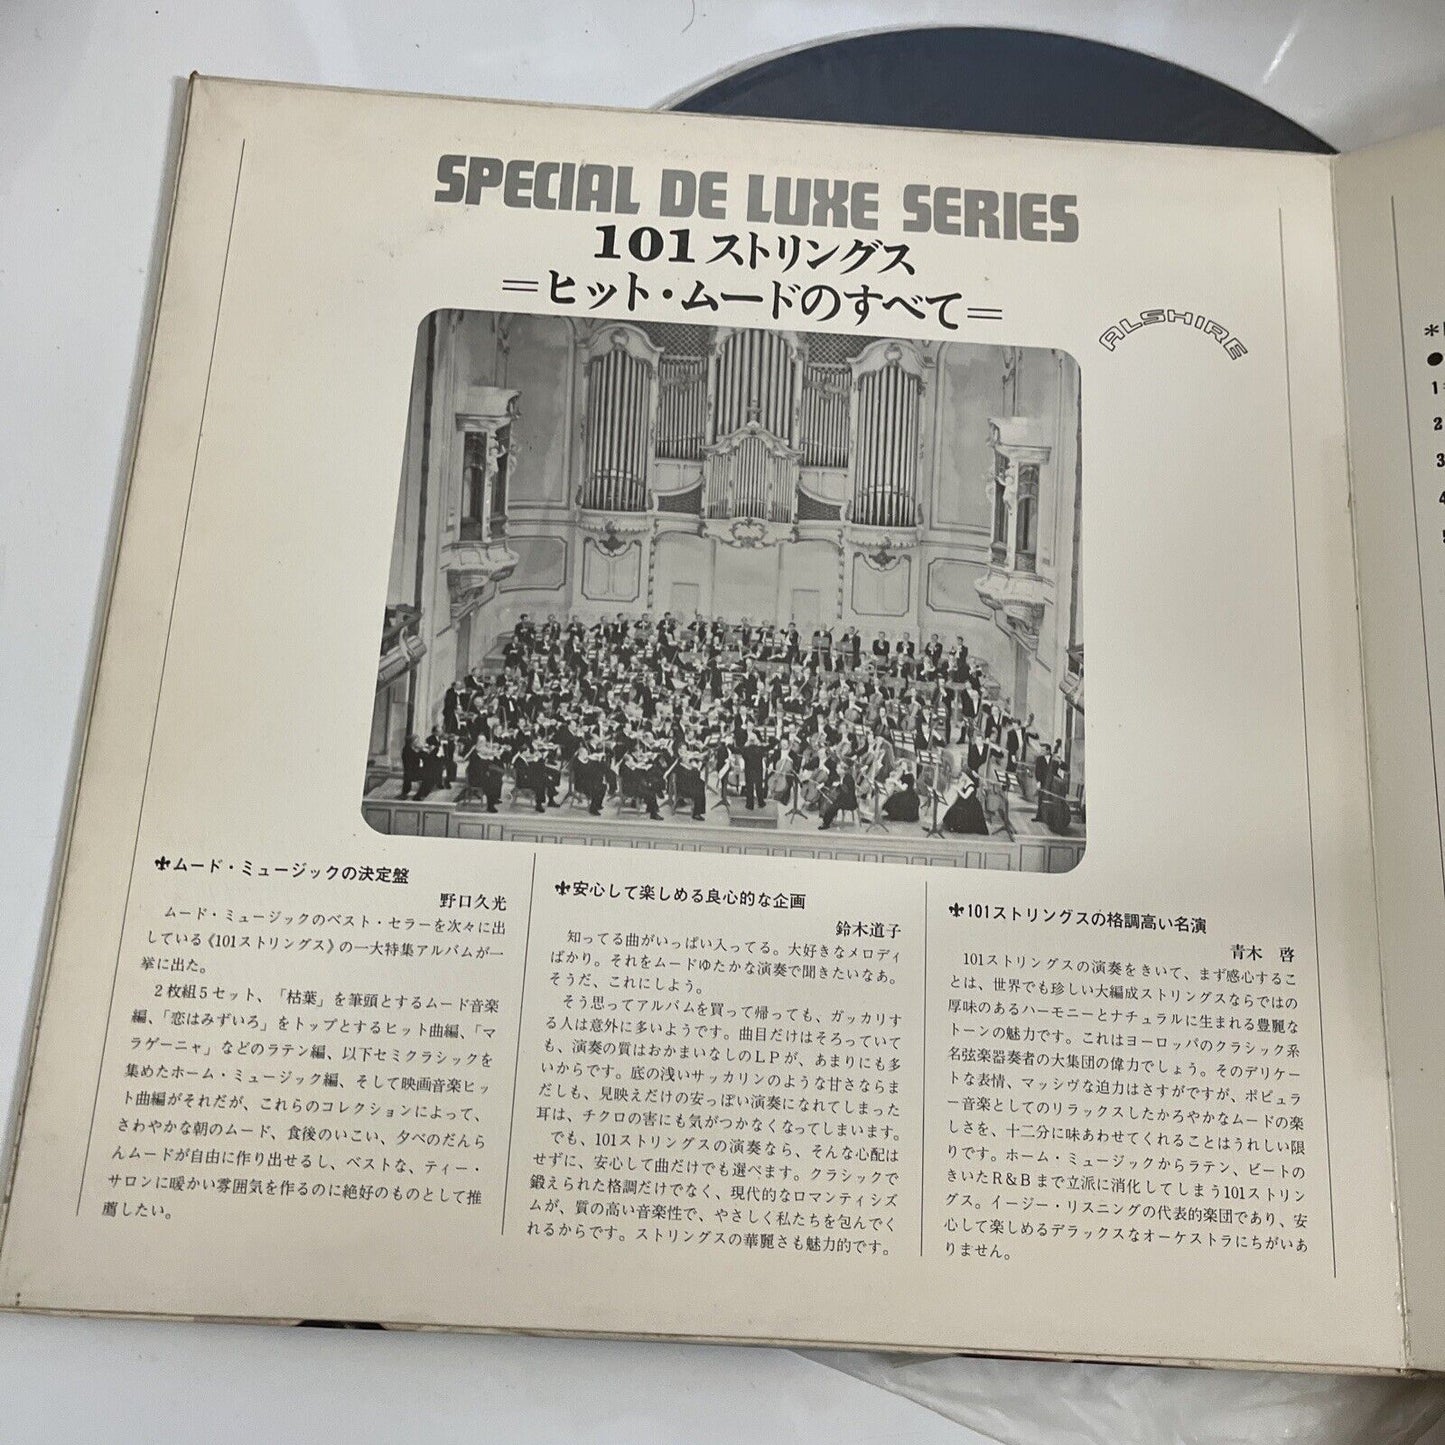 SPECIAL DE LUXE SERIES
101ストリングス
=ヒット・ムードのすべて=
ALSHIRE
ムード・ミュージックの決定盤
野口久光
ムード・ミュージックのベスト・セラーを次々に出
している《101ストリングス》の一大特集アルバムが一
挙に出た。
2枚組5セット、「枯葉」を筆頭とするムード音楽
編、「恋はみずいろ」をトップとするヒット曲編、「マ
ラゲーニャ」などのラテン編、以下セミクラシックを
集めたホーム・ミュージック編、そして映画音楽ヒッ
ト曲編がそれだが、これらのコレクションによって、
さわやかな朝のムード、食後のいこい、夕べのだんら
んムードが自由に作り出せるし、ベストな、ティー・
サロンに暖かい雰囲気を作るのに絶好のものとして推
薦したい。
安心して楽しめる良心的な企画
鈴木道子
知ってる曲がいっぱい入ってる。大好きなメロディ
ばかり。それをムードゆたかな演奏で聞きたいなあ。
そうだ、これにしよう。
そう思ってアルバムを買って帰っても、ガッカリす
る人は意外に多いようです。曲目だけはそろっていて
も、演奏の質はおかまいなしのLPが、あまりにも多
いからです。底の浅いサッカリンのような甘さならま
だしも、見映えだけの安っぽい演奏になれてしまった
耳は、チクロの害にも気がつかなくなってしまいます。
でも、101ストリングスの演奏なら、そんな心配は
せずに、安心して曲だけでも選べます。クラシックで
鍛えられた格調だけでなく、現代的なロマンティシズ
ムが、質の高い音楽性で、やさしく私たちを包んでく
れるからです。ストリングスの華麗さも魅力的です。
101ストリングスの格調高い名演
青木 啓
101ストリングスの演奏をきいて、まず感心するこ
とは、世界でも珍しい大編成ストリングスならではの
厚味のあるハーモニーとナチュラルに生まれる豊麗な
トーンの魅力です。これはヨーロッパのクラシック系
名弦楽器奏者の大集団の偉力でしょう。そのデリケー
トな表情、マッシヴな迫力はさすがですが、ポピュラ
ー音楽としてのリラックスしたかろやかなムードの楽
しさを、十二分に味あわせてくれることはうれしい限
りです。ホーム・ミュージックからラテン、ビートの
きいたR&Bまで立派に消化してしまう101ストリン
グス。イージー・リスニングの代表的楽団であり、安
心して楽しめるデラックスなオーケストラにちがいあ
りません。
*
●
1
2
3
4